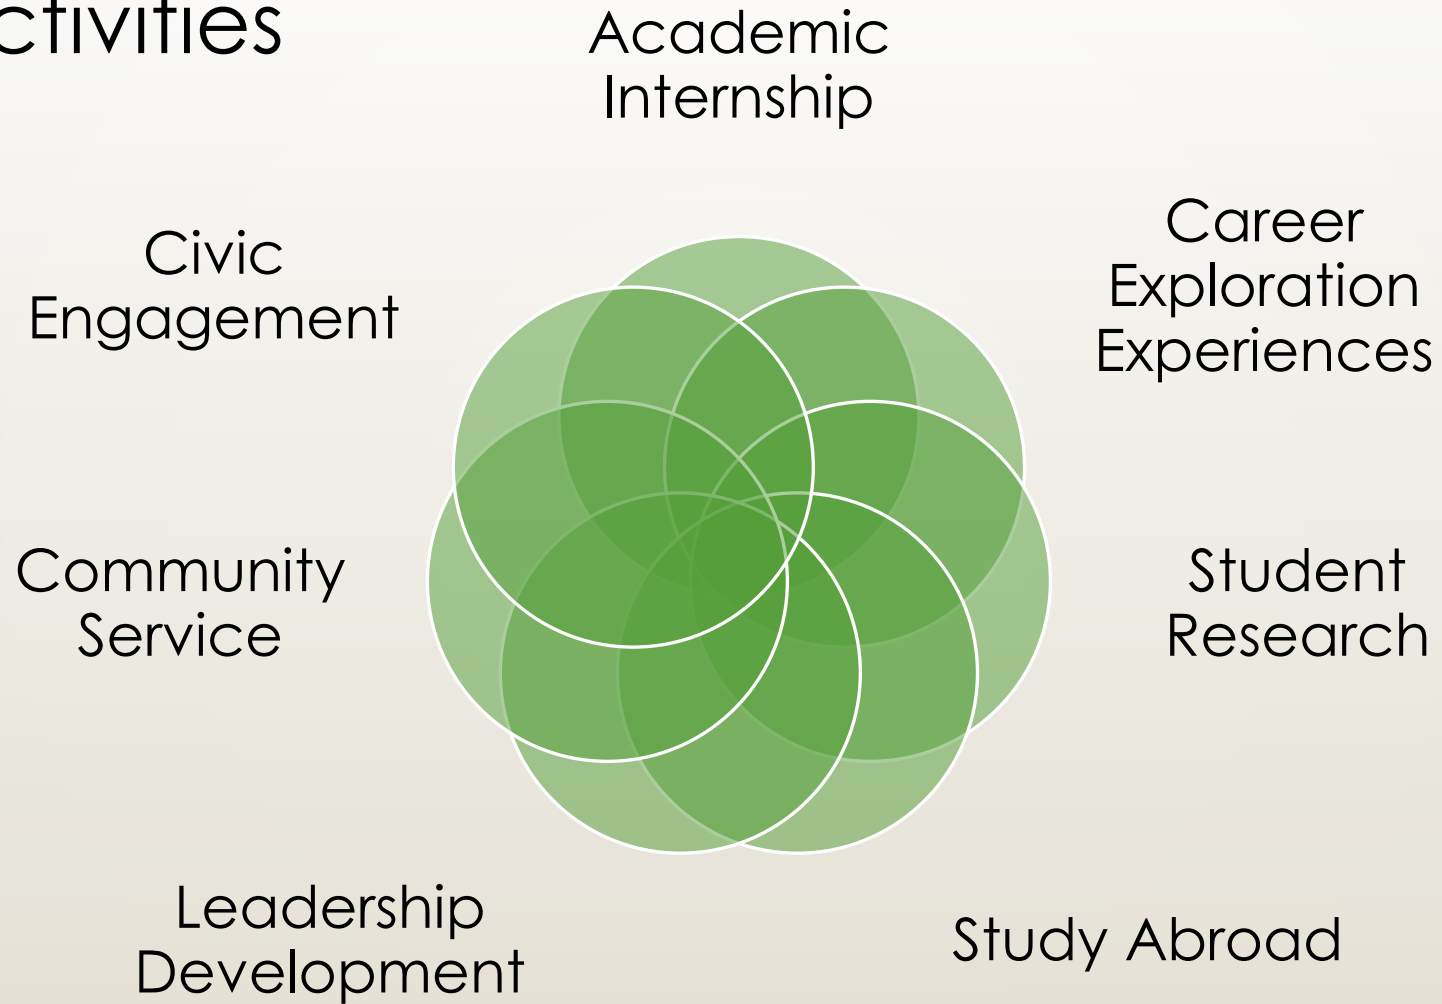 ctivities
Academic
Internship
Career
Exploration
Experiences
Student
Research
Study Abroad
Leadership
Development
Community
Service
Civic
Engagement